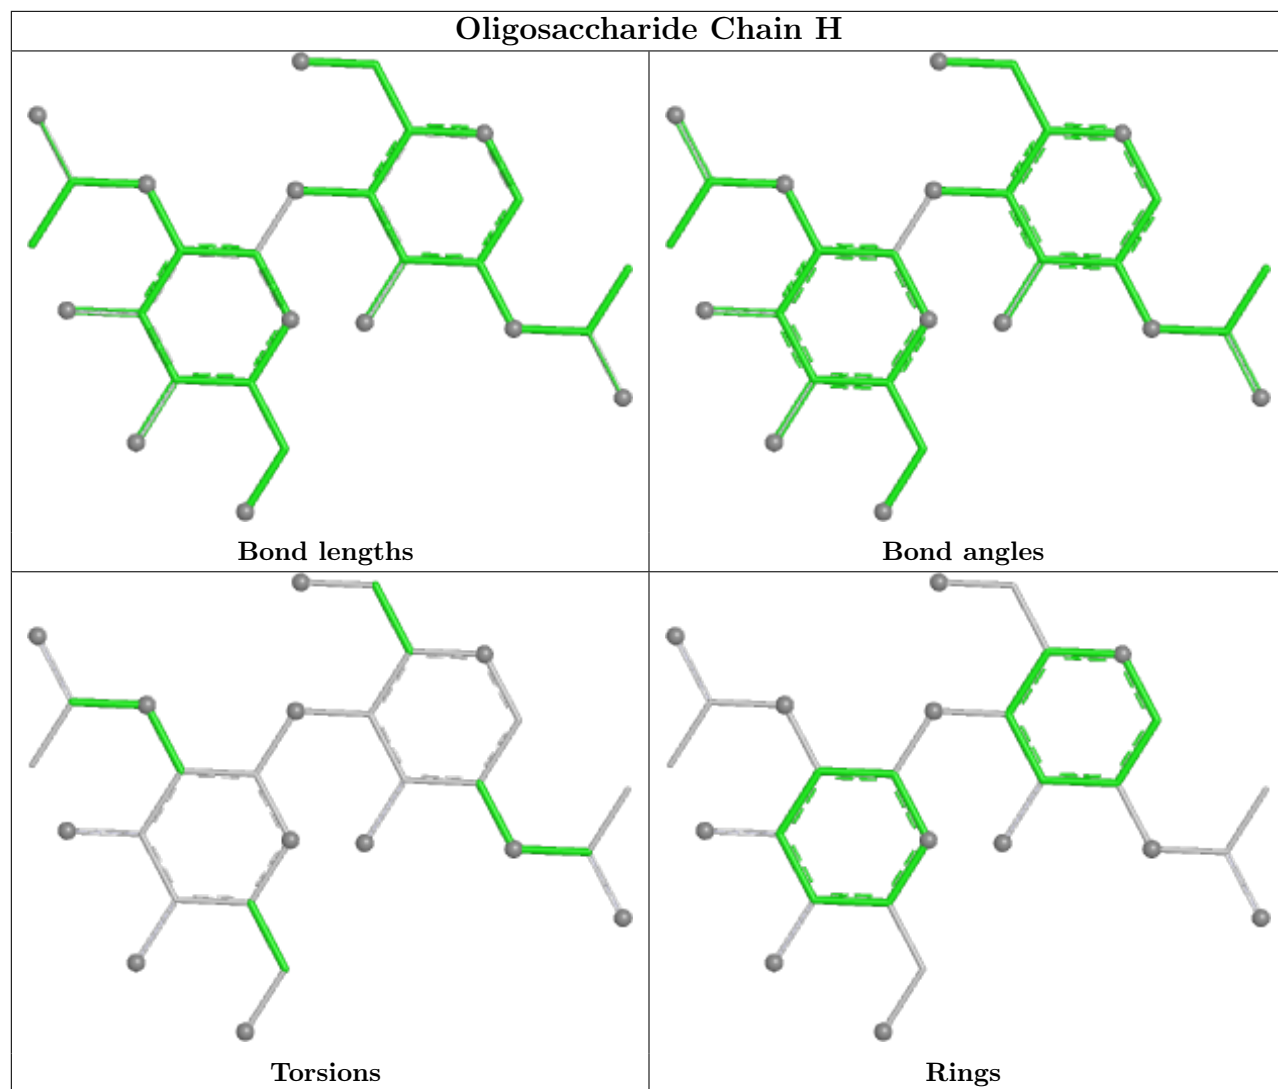 Oligosaccharide Chain H
Bond lengths
Bond angles
Torsions
Rings